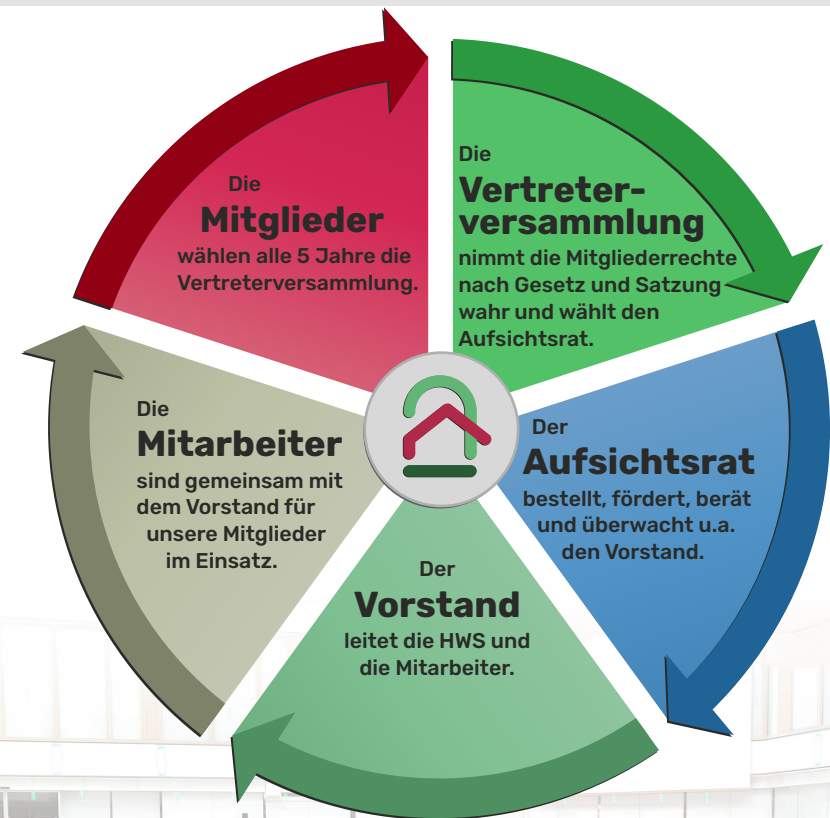 Die
Mitglieder
wählen alle 5 Jahre die
Vertreterversammlung.
Die
Vertreter-
versammlung
nimmt die Mitgliederrechte
nach Gesetz und Satzung
wahr und wählt den
Aufsichtsrat.
Der
Aufsichtsrat
bestellt, fördert, berät
und überwacht u.a.
den Vorstand.
Der
Vorstand
leitet die HWS und
die Mitarbeiter.
Die
Mitarbeiter
sind gemeinsam mit
dem Vorstand für
unsere Mitglieder
im Einsatz.